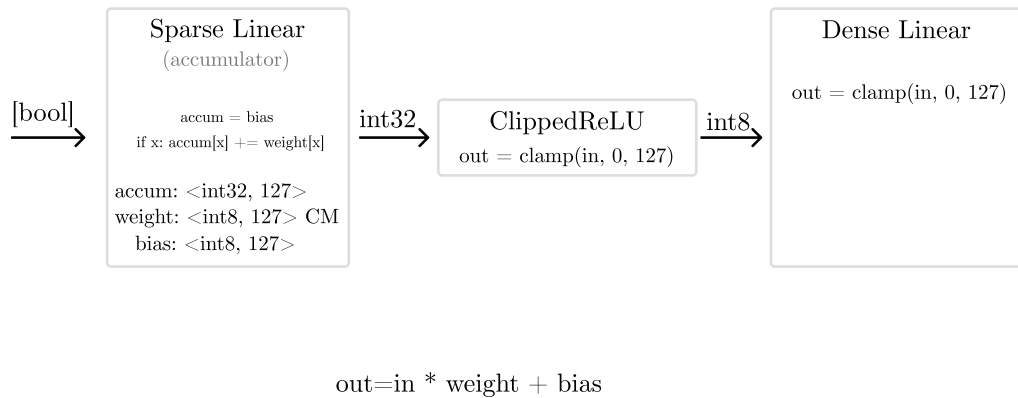 [bool]
Sparse Linear
(accumulator)
accum = bias
if x: accum[x] += weight[x]
accum: <int32, 127>
weight: <int8, 127> CM
bias: <int8, 127>
int32
ClippedReLU
out = clamp(in, 0, 127)
int8
Dense Linear
out = clamp(in, 0, 127)
out=in * weight + bias